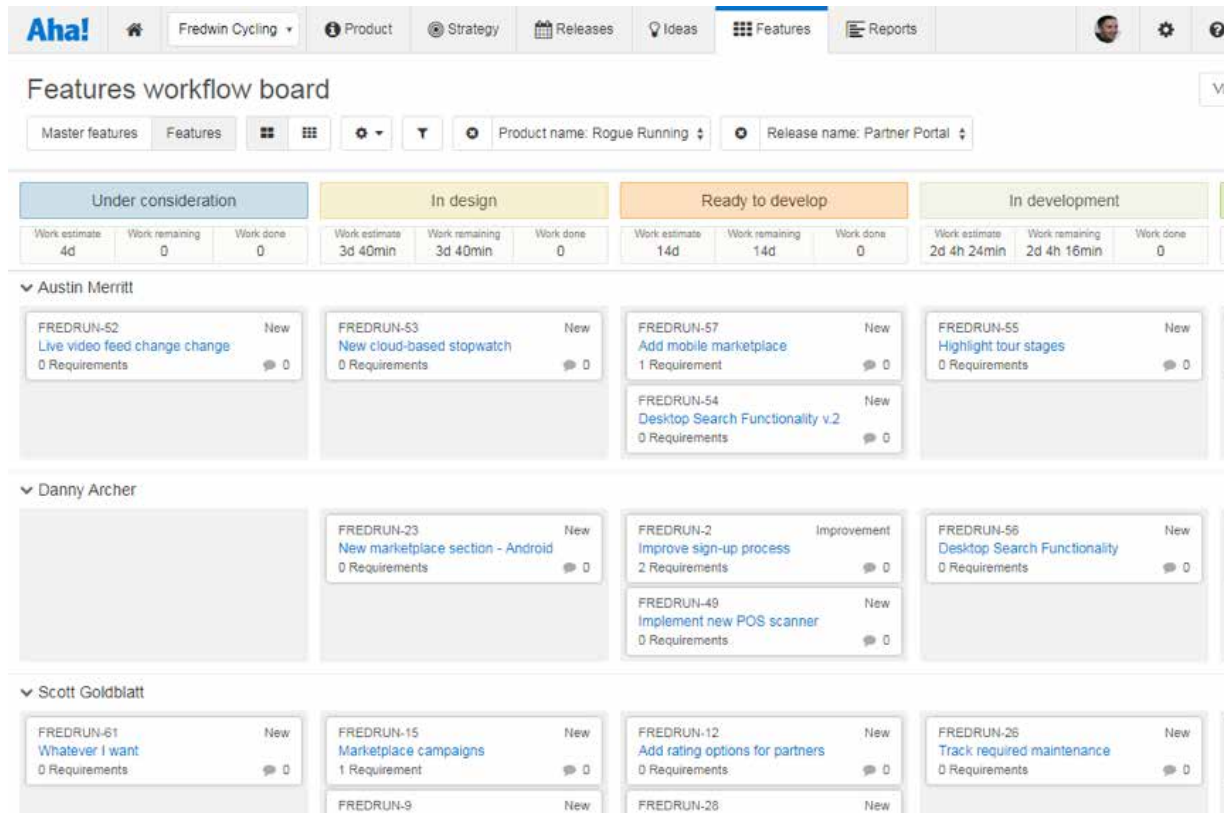 Aha! Fredwin Cycling Product Strategy Releases Ideas Features Reports
Features workflow board
Master features Features Product name: Rogue Running Release name: Partner Portal
Under consideration In design Ready to develop In development
Work estimate Work remaining Work done Work estimate Work remaining Work done Work estimate Work remaining Work done Work estimate Work remaining Work done
4d 0 0 3d 40min 3d 40min 0 14d 14d 0 2d 4h 24min 2d 4h 16min 0
Austin Merritt
FREDRUN-52 New FREDRUN-53 New FREDRUN-57 New FREDRUN-55 New
Live video feed change change New cloud-based stopwatch Add mobile marketplace Highlight tour stages
0 Requirements 0 0 Requirements 0 1 Requirement 0 0 Requirements 0
FREDRUN-54 New
Desktop Search Functionality v.2
0 Requirements 0
Danny Archer
FREDRUN-23 New FREDRUN-2 Improvement FREDRUN-56 New
New marketplace section - Android Improve sign-up process Desktop Search Functionality
0 Requirements 0 2 Requirements 0 0 Requirements 0
FREDRUN-49 New
Implement new POS scanner
0 Requirements 0
Scott Goldblatt
FREDRUN-61 New FREDRUN-15 New FREDRUN-12 New FREDRUN-26 New
Whatever I want Marketplace campaigns Add rating options for partners Track required maintenance
0 Requirements 0 1 Requirement 0 0 Requirements 0 0 Requirements 0
FREDRUN-9 New FREDRUN-28 New